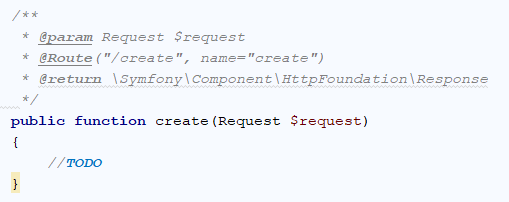 /**
 * @param Request $request
 * @Route("/create", name="create")
 * @return \Symfony\Component\HttpFoundation\Response
 */
public function create(Request $request)
{
    //TODO
}